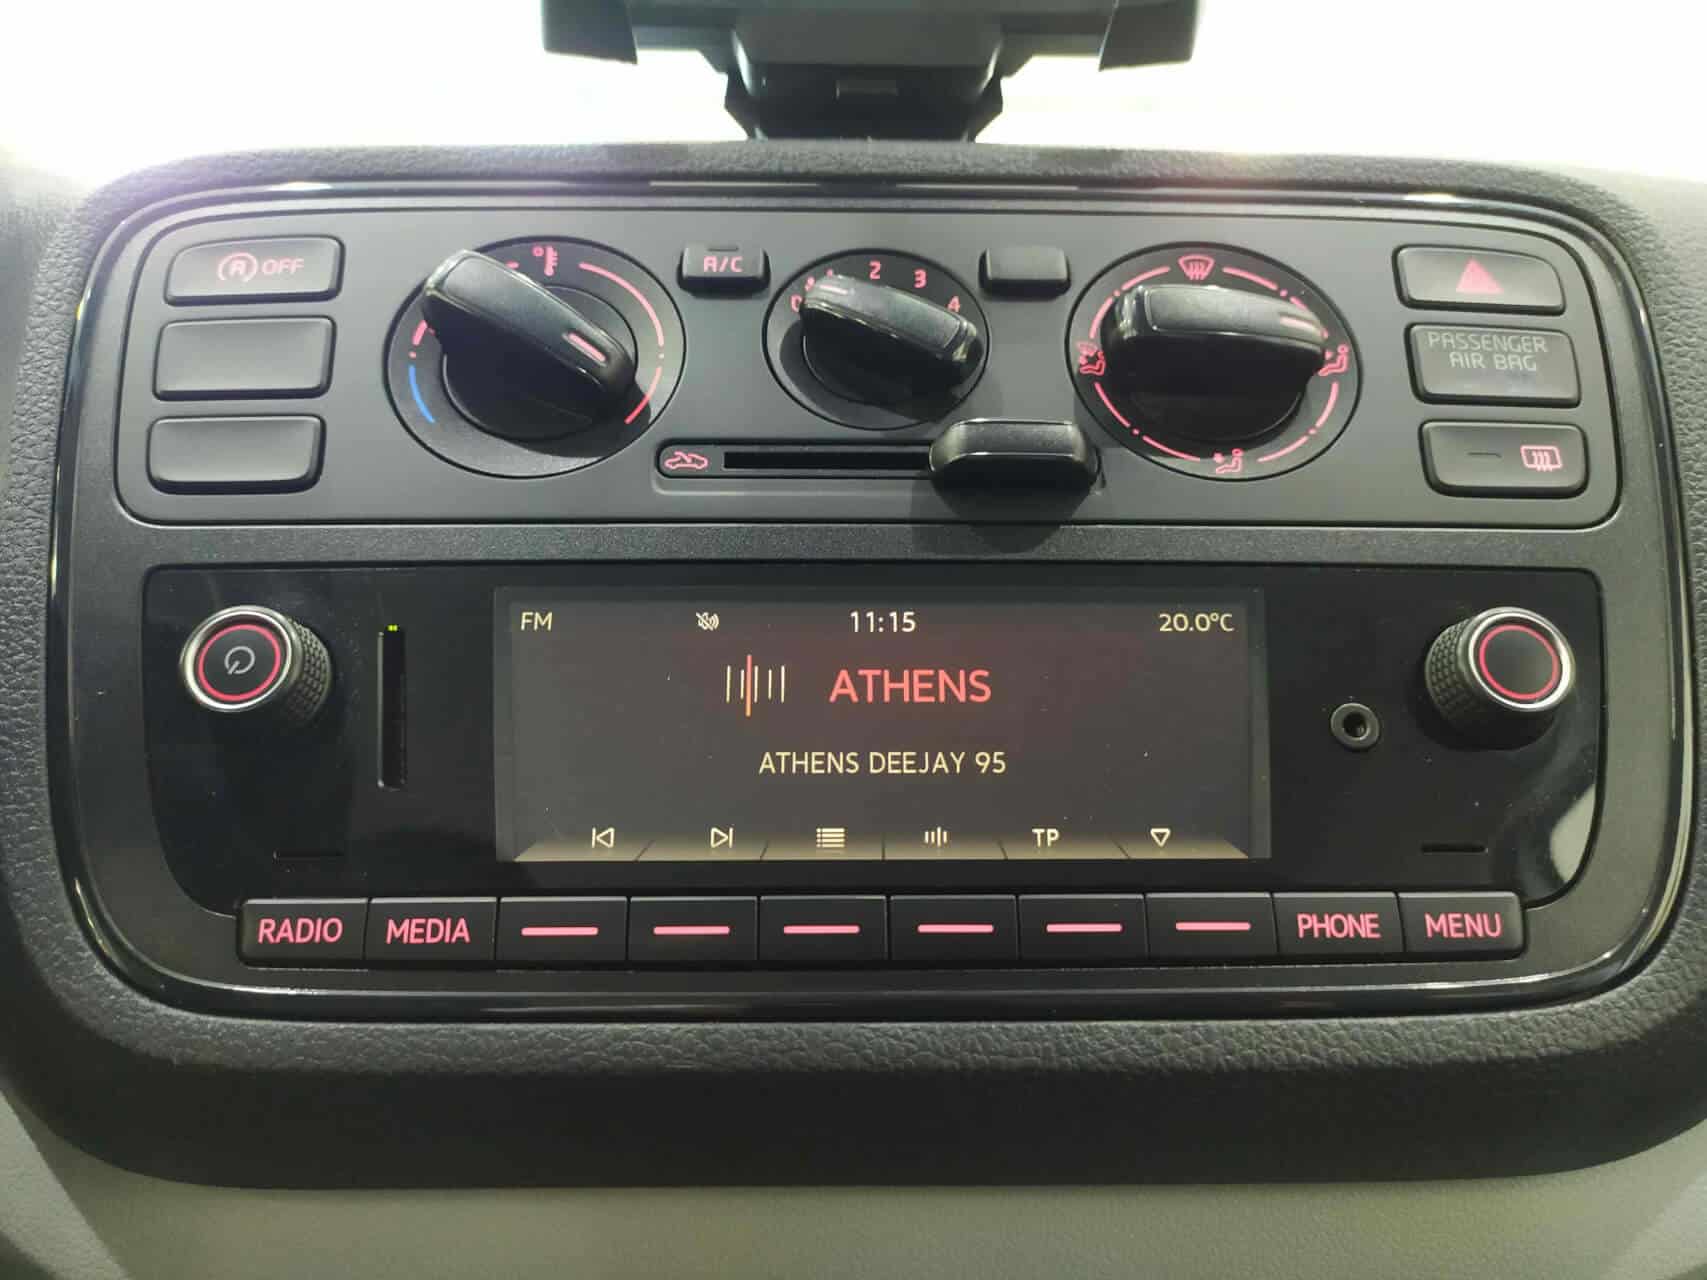 A OFF
A/C
0 1 2 3 4
PASSENGER
AIR BAG
FM 11:15 20.0°C
ATHENS
ATHENS DEEJAY 95
TP
RADIO MEDIA PHONE MENU